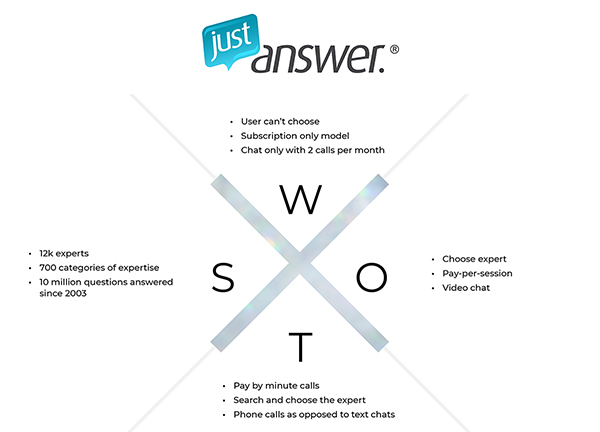 just
answer.®
• User can't choose
• Subscription only model
• Chat only with 2 calls per month
W
• 12k experts
• 700 categories of expertise
• 10 million questions answered
since 2003
S
O
• Choose expert
• Pay-per-session
• Video chat
T
• Pay by minute calls
• Search and choose the expert
• Phone calls as opposed to text chats